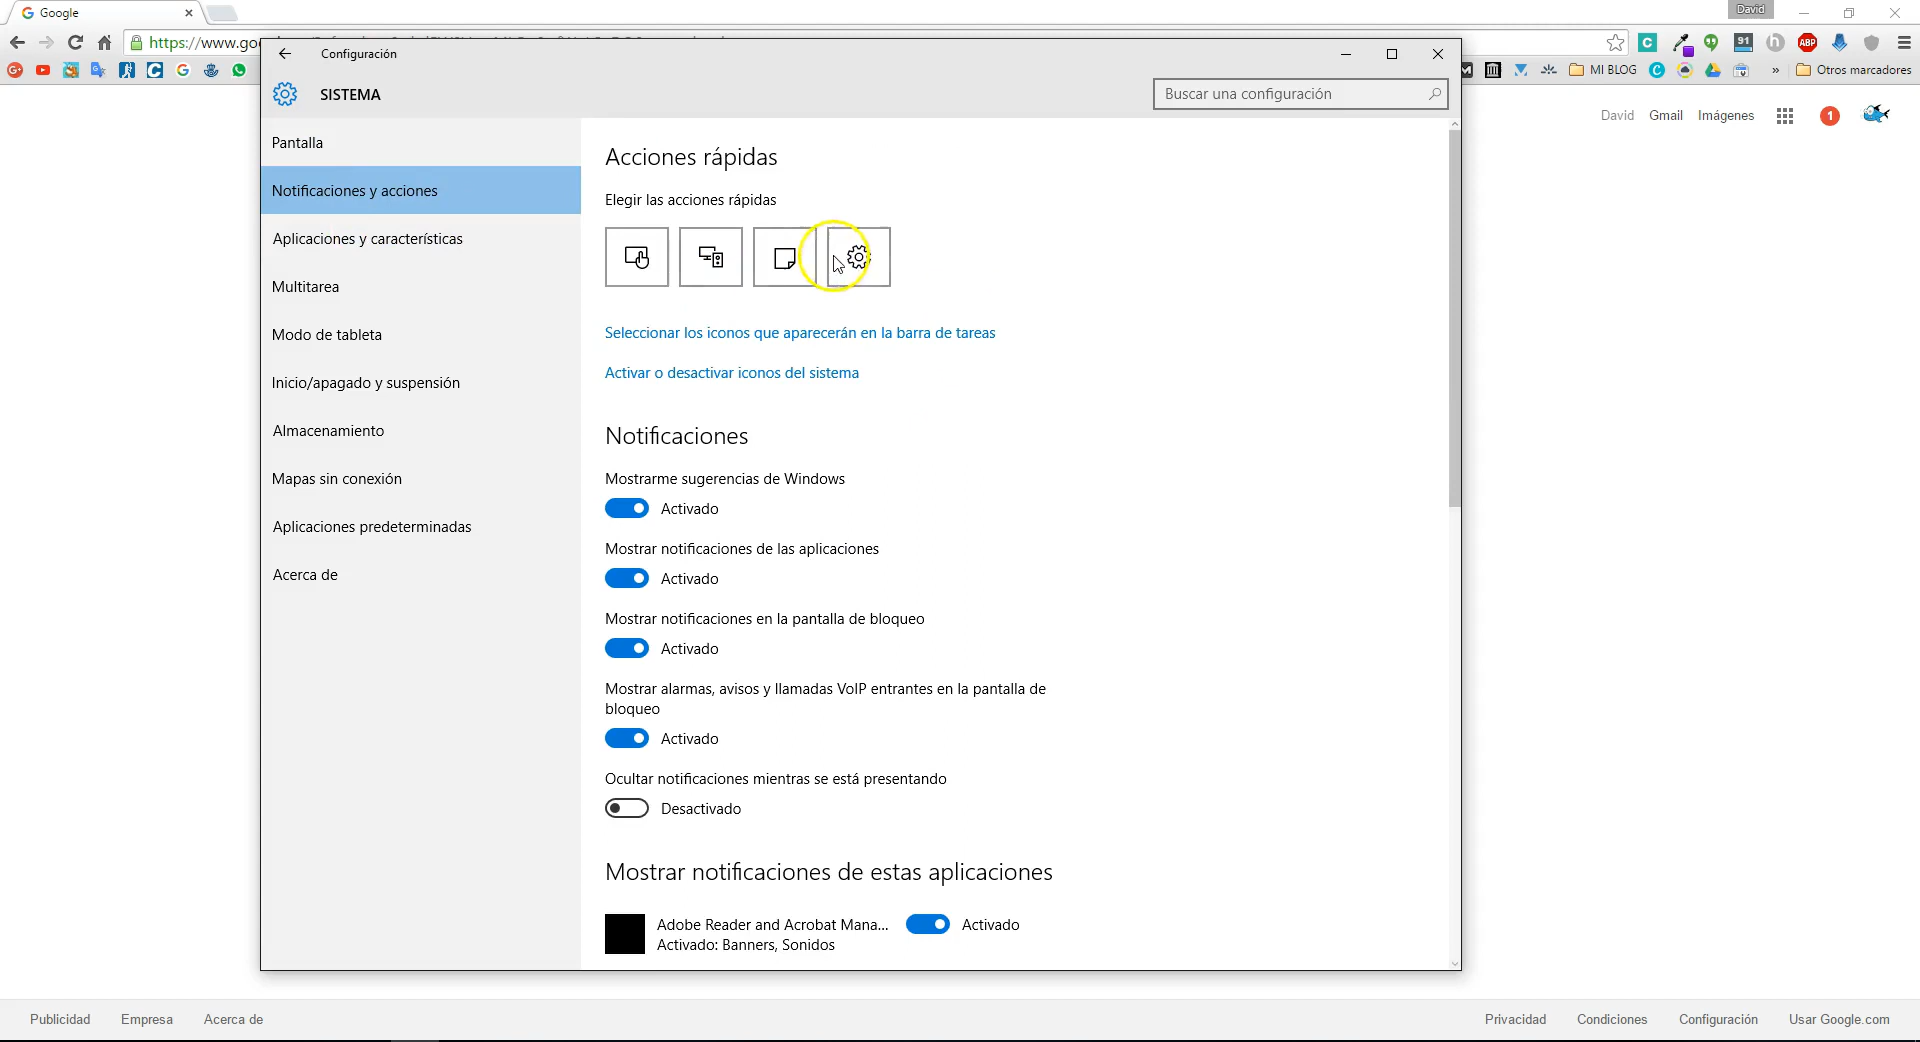 Google
David
https://www.go
MI BLOG
Otros marcadores
91
ABP
Configuración
SISTEMA
Buscar una configuración
David
Gmail
Imágenes
1
Pantalla
Notificaciones y acciones
Aplicaciones y características
Multitarea
Modo de tableta
Inicio/apagado y suspensión
Almacenamiento
Mapas sin conexión
Aplicaciones predeterminadas
Acerca de
Acciones rápidas
Elegir las acciones rápidas
Seleccionar los iconos que aparecerán en la barra de tareas
Activar o desactivar iconos del sistema
Notificaciones
Mostrarme sugerencias de Windows
Activado
Mostrar notificaciones de las aplicaciones
Activado
Mostrar notificaciones en la pantalla de bloqueo
Activado
Mostrar alarmas, avisos y llamadas VoIP entrantes en la pantalla de
bloqueo
Activado
Ocultar notificaciones mientras se está presentando
Desactivado
Mostrar notificaciones de estas aplicaciones
Adobe Reader and Acrobat Mana...
Activado
Activado: Banners, Sonidos
Publicidad
Empresa
Acerca de
Privacidad
Condiciones
Configuración
Usar Google.com